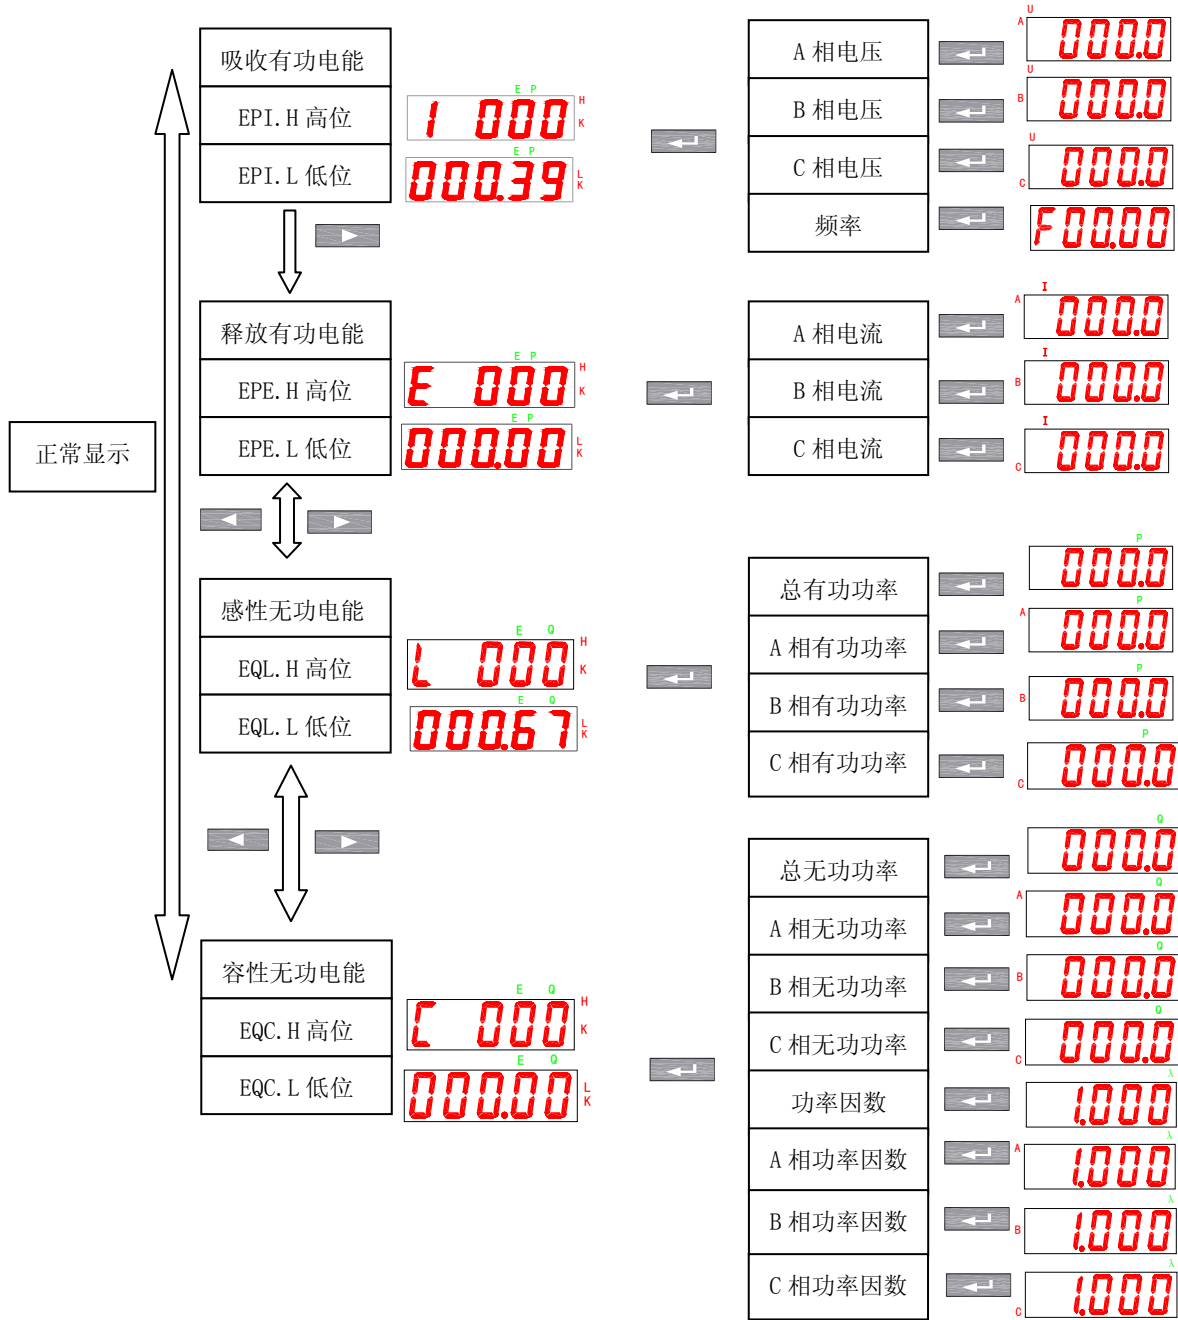 正常显示
吸收有功电能
EPI.H 高位
EPI.L 低位
E P
1 000
H
K
E P
000.39
L
K
释放有功电能
EPE.H 高位
EPE.L 低位
E P
E 000
H
K
E P
000.00
L
K
感性无功电能
EQL.H 高位
EQL.L 低位
E Q
L 000
H
K
E Q
000.67
L
K
容性无功电能
EQC.H 高位
EQC.L 低位
E Q
C 000
H
K
E Q
000.00
L
K
A 相电压
U
A
000.0
B 相电压
U
B
000.0
C 相电压
U
C
000.0
频率
F00.00
A 相电流
I
A
000.0
B 相电流
I
B
000.0
C 相电流
I
C
000.0
总有功功率
P
000.0
A 相有功功率
P
A
000.0
B 相有功功率
P
B
000.0
C 相有功功率
P
C
000.0
总无功功率
Q
000.0
A 相无功功率
Q
A
000.0
B 相无功功率
Q
B
000.0
C 相无功功率
Q
C
000.0
功率因数
λ
1.000
A 相功率因数
λ
A
1.000
B 相功率因数
λ
B
1.000
C 相功率因数
λ
C
1.000